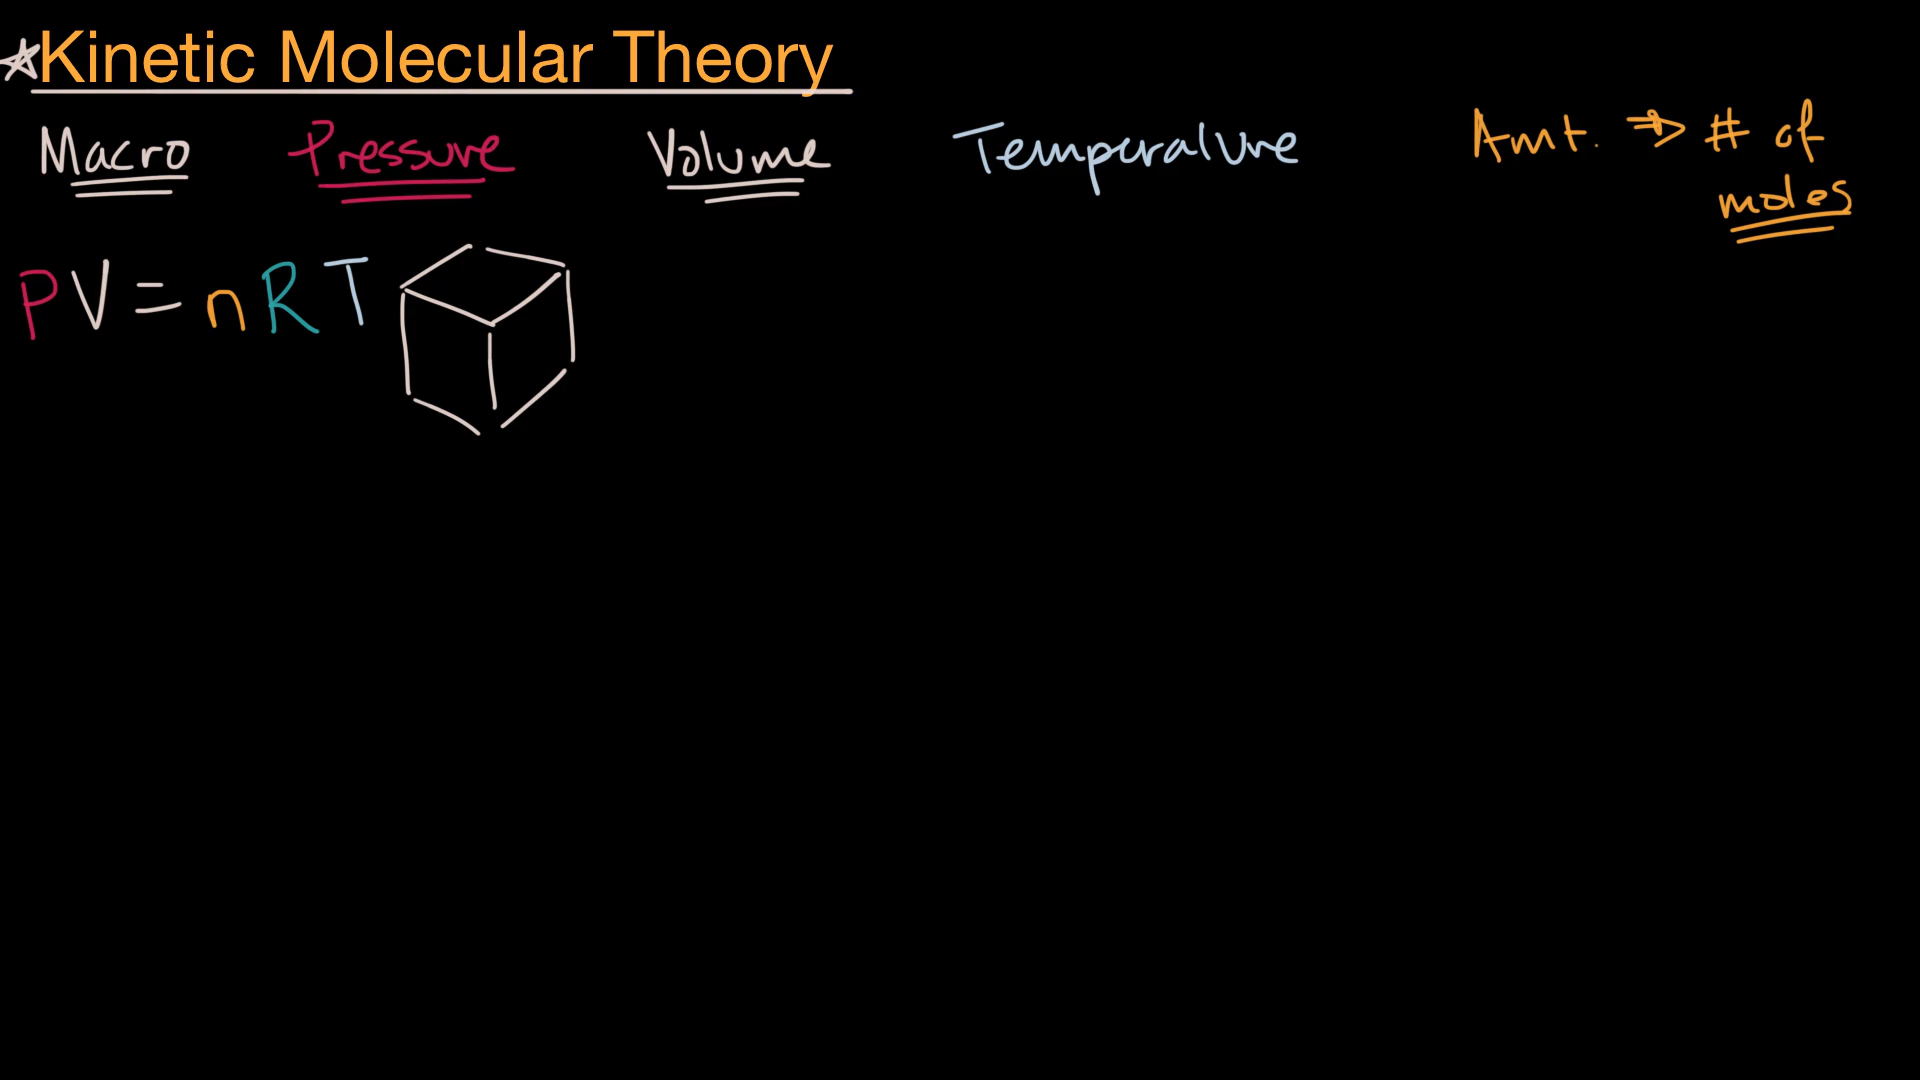 Kinetic Molecular Theory
Macro Pressure Volume Temperature Amt. ⇒ # of
moles
PV = nRT